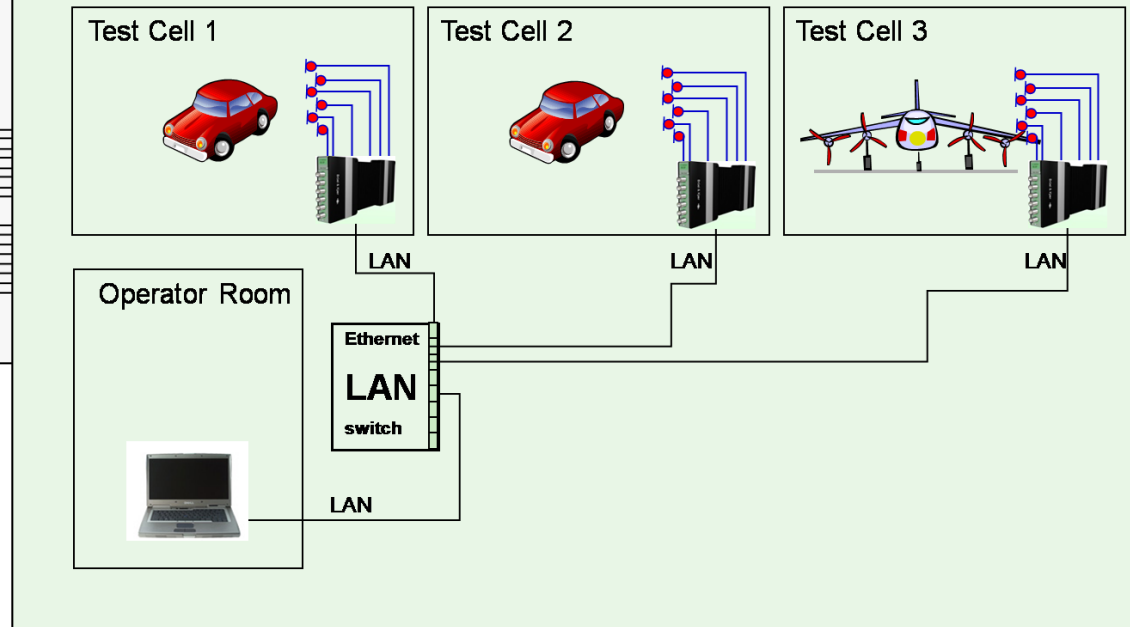 Test Cell 1
Test Cell 2
Test Cell 3
LAN
LAN
LAN
Operator Room
Ethernet
LAN
switch
LAN